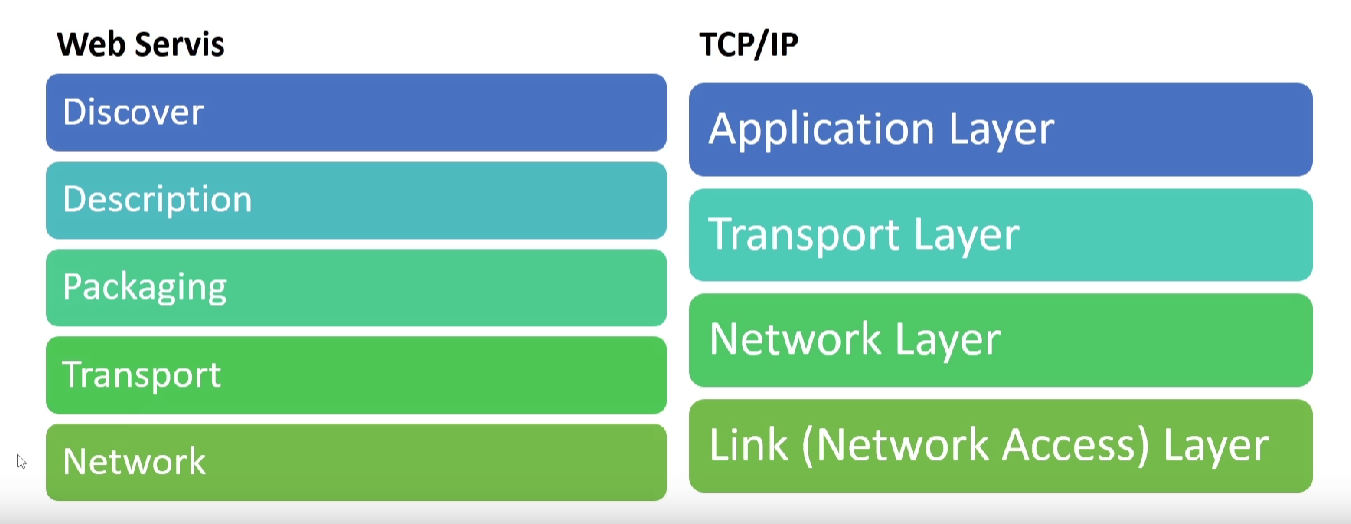 Web Servis
Discover
Description
Packaging
Transport
Network
TCP/IP
Application Layer
Transport Layer
Network Layer
Link (Network Access) Layer